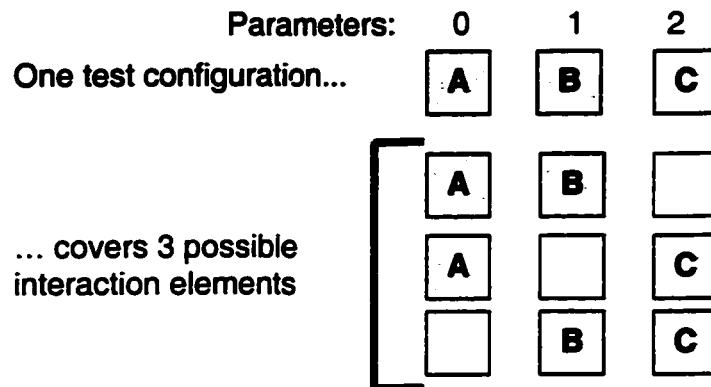 Parameters: 0 1 2
One test configuration... A B C
A B
... covers 3 possible
interaction elements
A C
B C